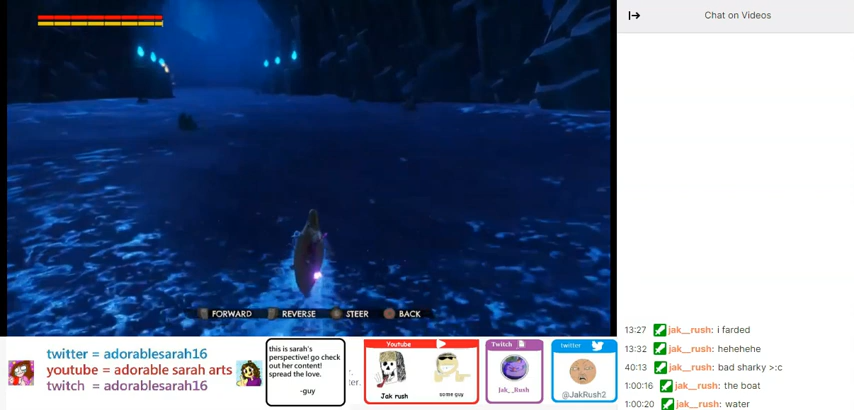 Chat on Videos
FORWARD REVERSE STEER BACK
13:27 jak__rush: i farded
13:32 jak__rush: hehehehe
40:13 jak__rush: bad sharky >:c
1:00:16 jak__rush: the boat
1:00:20 jak__rush: water
twitter = adorablesarah16
youtube = adorable sarah arts
twitch = adorablesarah16
this is sarah's
perspective! go check
out her content!
spread the love.
-guy
ter.
Youtube
Jak rush
some guy
Twitch
jak__Rush
twitter
@JakRush2